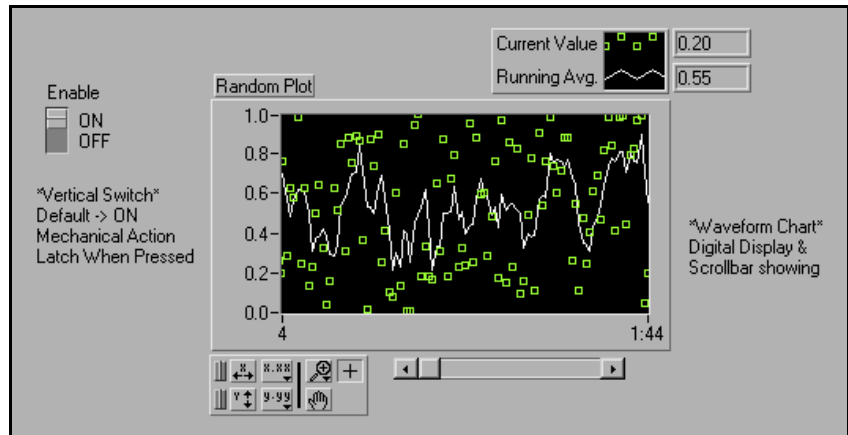 Current Value 0.20
Running Avg. 0.55
Enable
ON
OFF
Random Plot
1.0
0.8
0.6
0.4
0.2
0.0
4 1:44
*Vertical Switch*
Default -> ON
Mechanical Action
Latch When Pressed
*Waveform Chart*
Digital Display &
Scrollbar showing
X X.XX
Y Y.YY